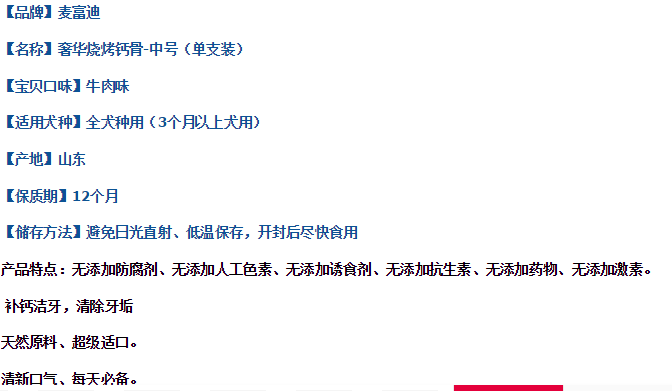 【品牌】麦富迪
【名称】奢华烧烤钙骨-中号（单支装）
【宝贝口味】牛肉味
【适用犬种】全犬种用（3个月以上犬用）
【产地】山东
【保质期】12个月
【储存方法】避免日光直射、低温保存，开封后尽快食用
产品特点：无添加防腐剂、无添加人工色素、无添加诱食剂、无添加抗生素、无添加药物、无添加激素。
补钙洁牙，清除牙垢
天然原料、超级适口。
清新口气、每天必备。